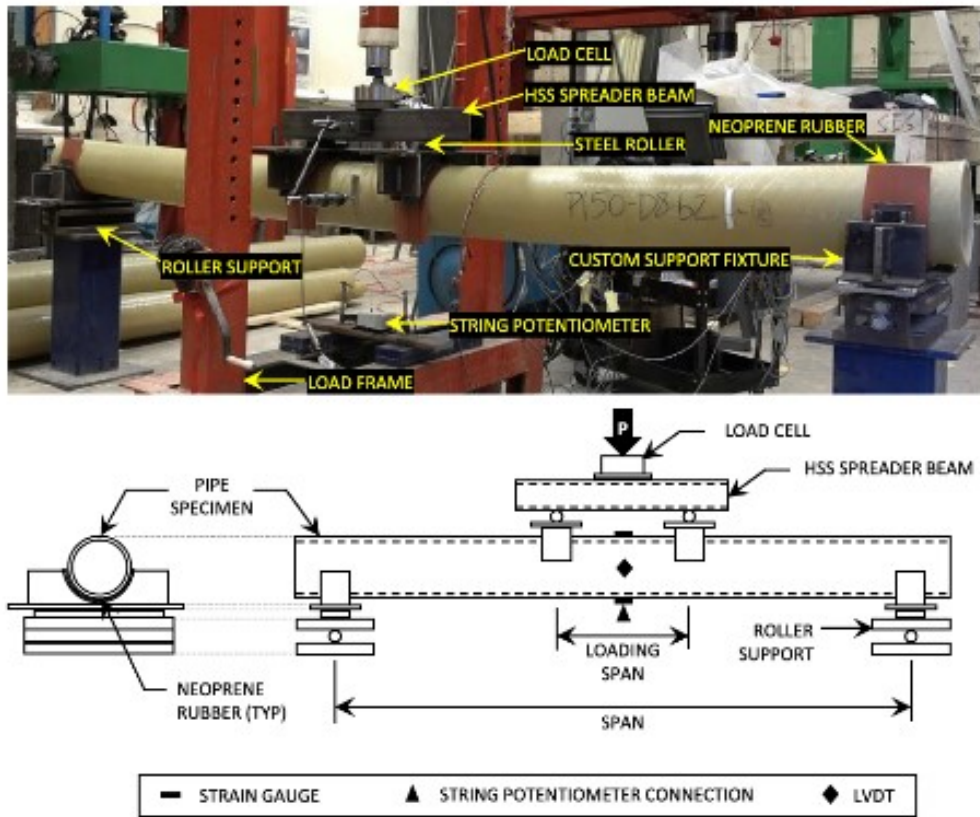 LOAD CELL
HSS SPREADER BEAM
NEOPRENE RUBBER
STEEL ROLLER
P150-D8-b2
ROLLER SUPPORT
CUSTOM SUPPORT FIXTURE
STRING POTENTIOMETER
LOAD FRAME
P
LOAD CELL
HSS SPREADER BEAM
PIPE
SPECIMEN
LOADING
SPAN
ROLLER
SUPPORT
NEOPRENE
RUBBER (TYP)
SPAN
STRAIN GAUGE
STRING POTENTIOMETER CONNECTION
LVDT